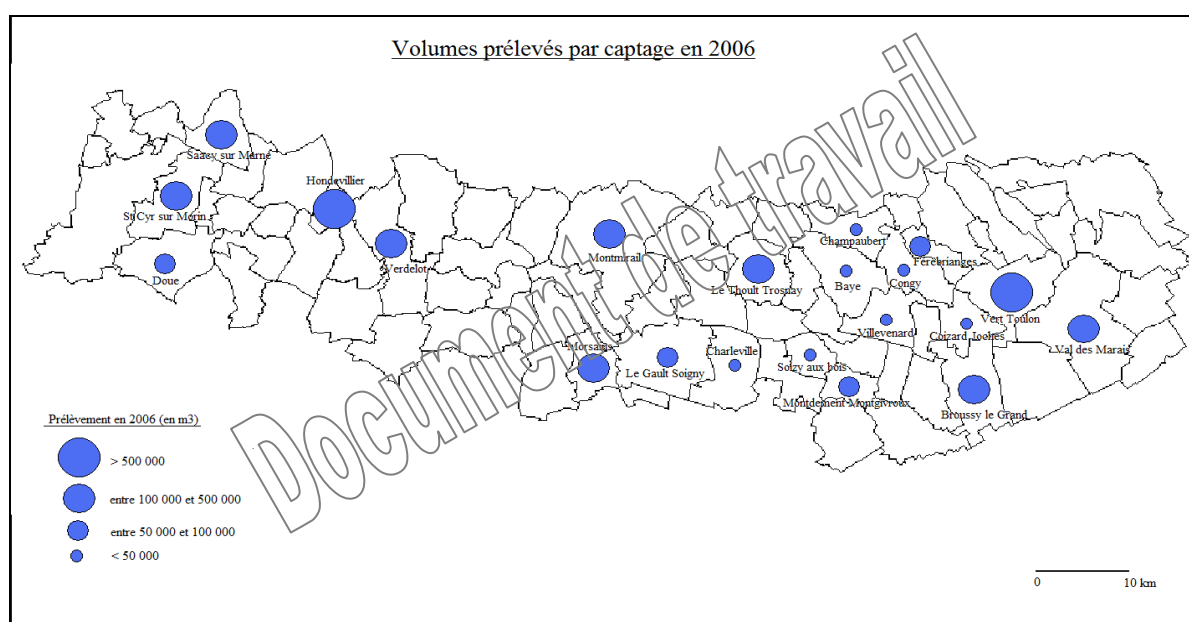 Volumes prélevés par captage en 2006
Document de travail
Saacy sur Marne
Hondevillier
St Cyr sur Morin
Verdelot
Doue
Montmirail
Champaubert
Férebrianges
Le Thoult Trosnay
Baye
Congy
Vert Toulon
Villevenard
Coizard Joches
Val des Marais
Morsains
Le Gault Soigny
Charleville
Soizy aux bois
Montdement Montgivroux
Broussy le Grand
Prélèvement en 2006 (en m3)
> 500 000
entre 100 000 et 500 000
entre 50 000 et 100 000
< 50 000
0 10 km